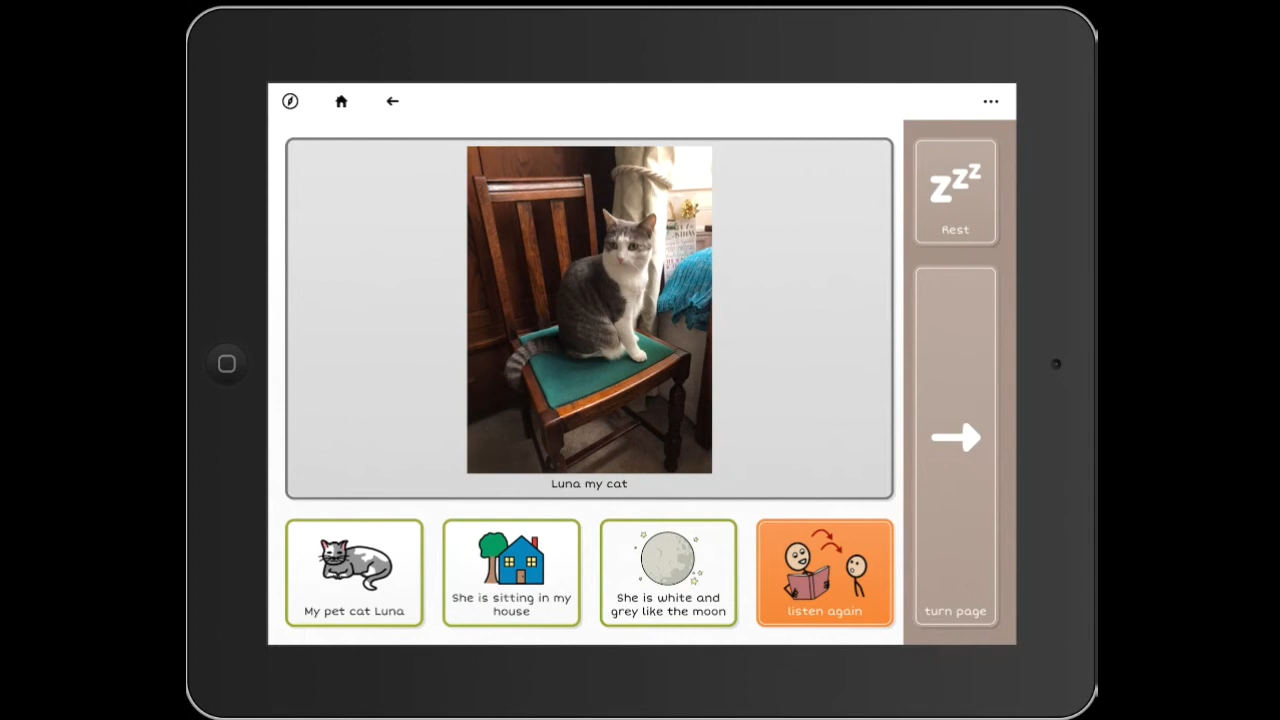 zzz
Rest
Luna my cat
turn page
My pet cat Luna
She is sitting in my
house
She is white and
grey like the moon
listen again